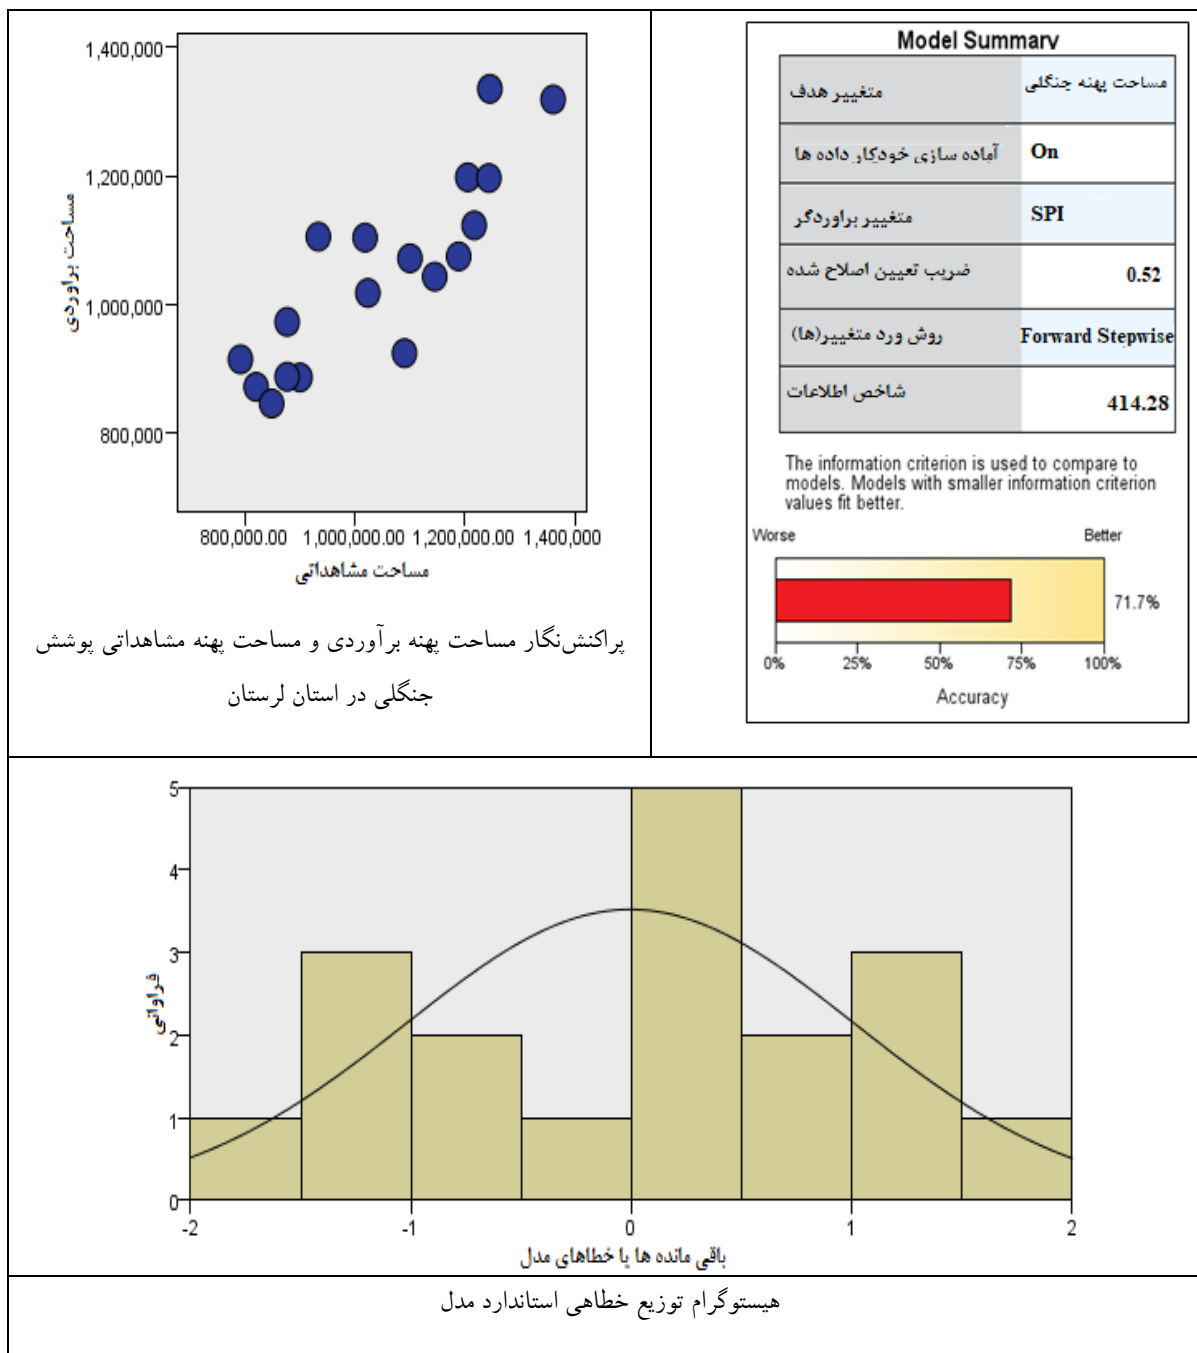 1,400,000
1,200,000
1,000,000
800,000
مساحت براوردی
800,000.00 1,000,000.00 1,200,000.00 1,400,000
مساحت مشاهداتی
پراکنش‌نگار مساحت پهنه برآوردی و مساحت پهنه مشاهداتی پوشش
جنگلی در استان لرستان
Model Summary
متغییر هدف مساحت پهنه جنگلی
آماده سازی خودکار داده ها On
متغییر براوردگر SPI
ضریب تعیین اصلاح شده 0.52
روش ورد متغییر(ها) Forward Stepwise
شاخص اطلاعات 414.28
The information criterion is used to compare to
models. Models with smaller information criterion
values fit better.
Worse Better
71.7%
0% 25% 50% 75% 100%
Accuracy
5
4
3
2
1
0
فراوانی
-2 -1 0 1 2
باقی مانده ها یا خطاهای مدل
هیستوگرام توزیع خطاهی استاندارد مدل